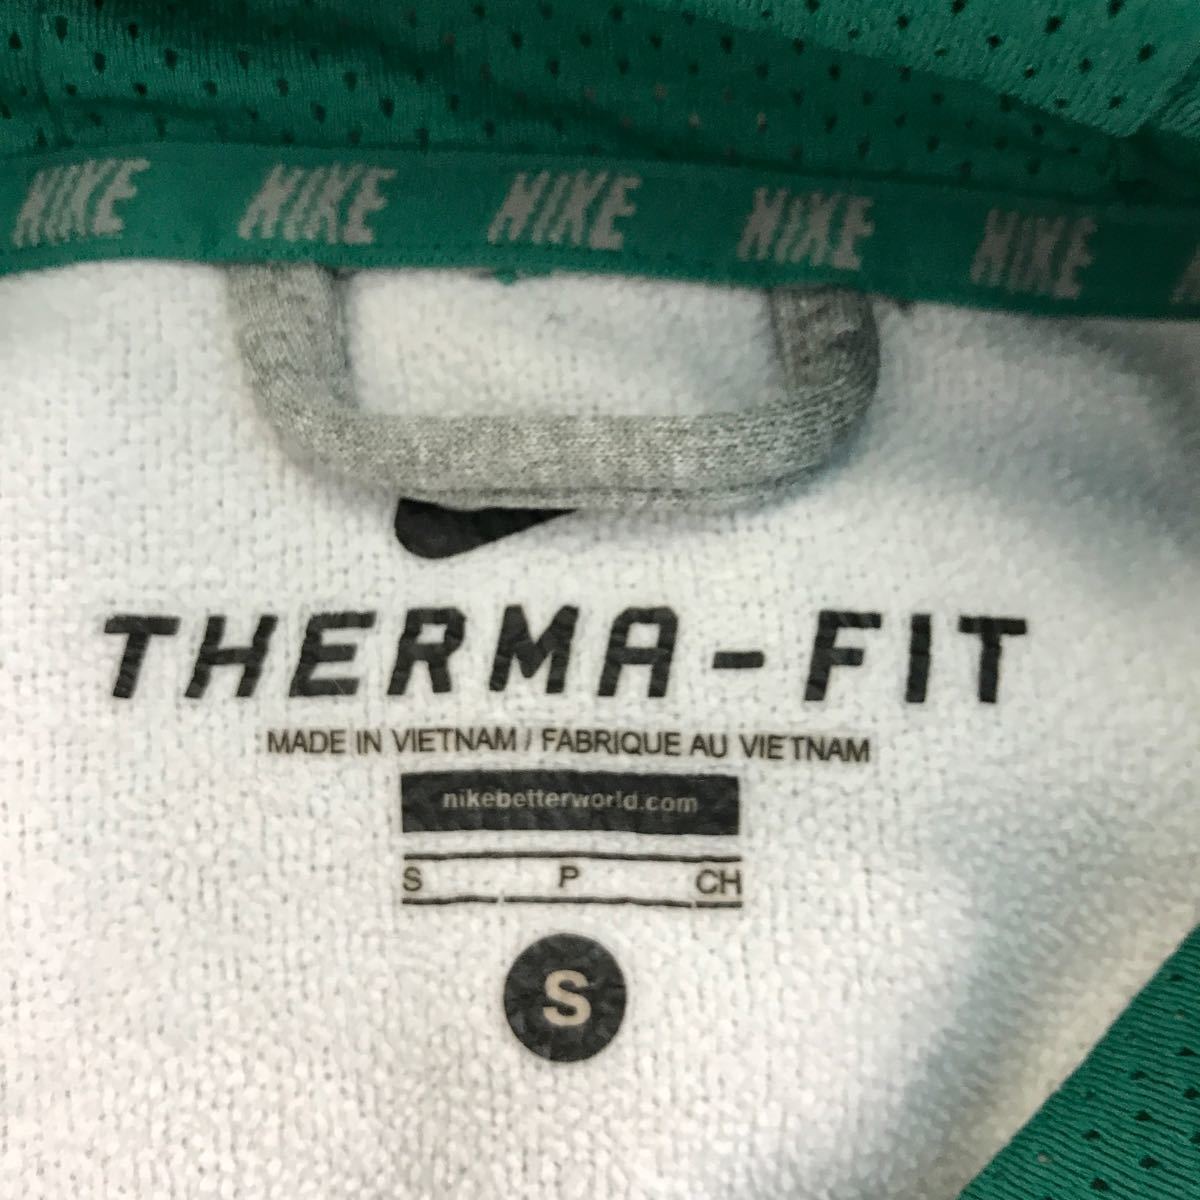 NIKE NIKE NIKE NIKE NIKE
THERMA-FIT
MADE IN VIETNAM / FABRIQUE AU VIETNAM
nikebetterworld.com
S P CH
S